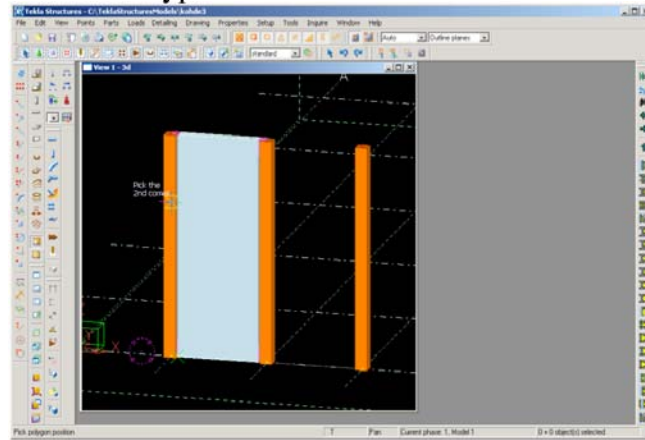 Tekla Structures - C:\TeklaStructuresModels\
File Edit View Points Parts Loads Detailing Drawing Properties Setup Tools Inquire Window Help
Auto
Outline planes
standard
View 1 - 3d
A
Pick the
2nd corner
X
Pick polygon position
Pan
Current phase: 1, Model 1
0 + 0 object(s) selected